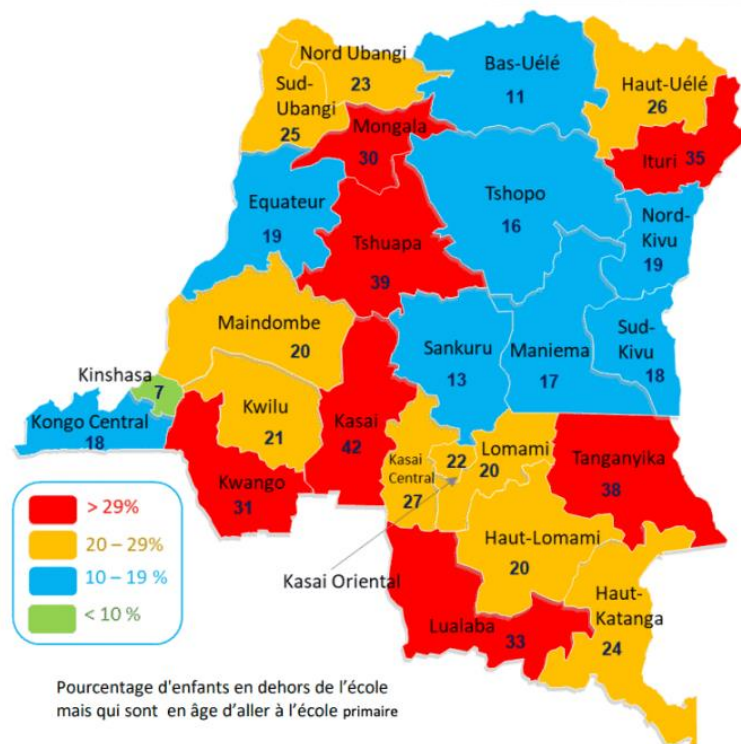 Nord Ubangi
23
Sud-
Ubangi
25
Bas-Uélé
11
Haut-Uélé
26
Mongala
30
Ituri 35
Equateur
19
Tshuapa
39
Tshopo
16
Nord-
Kivu
19
Maindombe
20
Sankuru
13
Maniema
17
Sud-
Kivu
18
Kinshasa
7
Kongo Central
18
Kwilu
21
Kasai
42
Kwango
31
Kasai
Central
27
22
Lomami
20
Tanganyika
38
Kasai Oriental
Haut-Lomami
20
Haut-
Katanga
24
Lualaba
33
> 29%
20 – 29%
10 – 19 %
< 10 %
Pourcentage d'enfants en dehors de l'école
mais qui sont en âge d'aller à l'école primaire